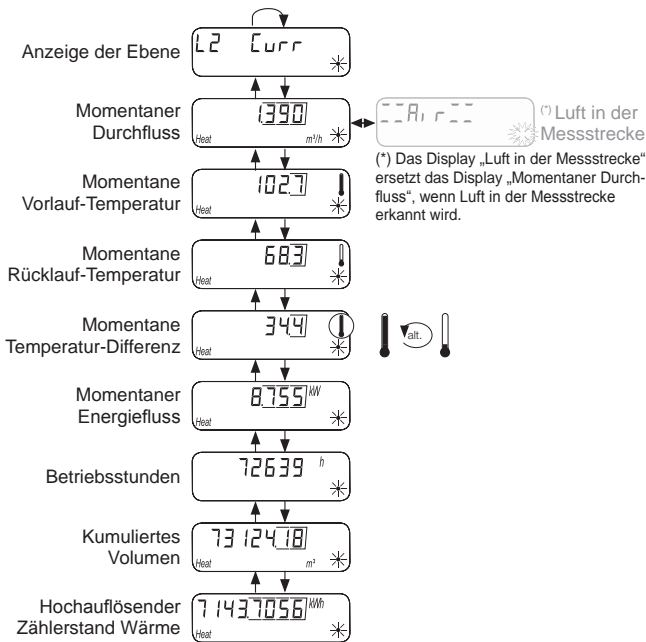 Anzeige der Ebene
L2 Curr
Momentaner
Durchfluss
1.390
Heat
m³/h
Air
(*) Luft in der
Messstrecke
(*) Das Display „Luft in der Messstrecke“
ersetzt das Display „Momentaner Durch-
fluss“, wenn Luft in der Messstrecke
erkannt wird.
Momentane
Vorlauf-Temperatur
102.7
Heat
Momentane
Rücklauf-Temperatur
68.3
Heat
Momentane
Temperatur-Differenz
34.4
Heat
alt.
Momentaner
Energiefluss
8.755 kW
Heat
Betriebsstunden
72639 h
Kumuliertes
Volumen
73124.18
Heat
m³
Hochauflösender
Zählerstand Wärme
7143.7056 kWh
Heat